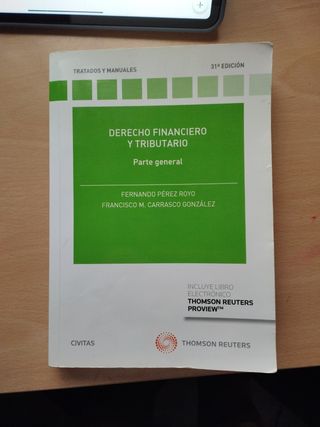 TRATADOS Y MANUALES
31ª EDICIÓN
DERECHO FINANCIERO
Y TRIBUTARIO
Parte general
FERNANDO PÉREZ ROYO
FRANCISCO M. CARRASCO GONZÁLEZ
INCLUYE LIBRO
ELECTRÓNICO
THOMSON REUTERS
PROVIEW™
CIVITAS
THOMSON REUTERS